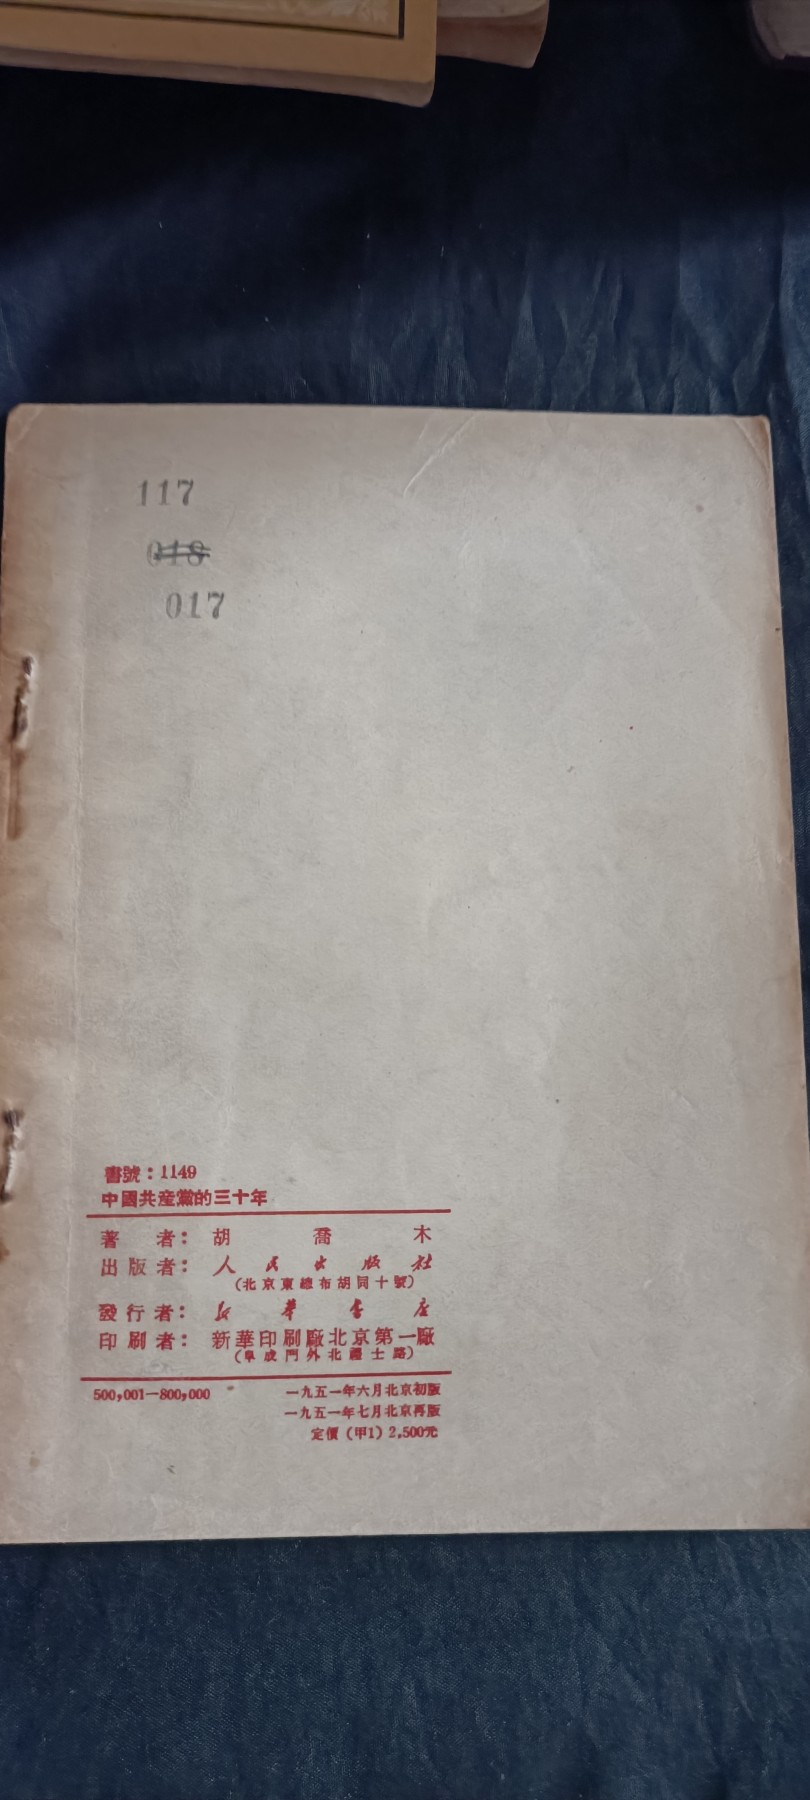 117
018
017
書號：1149
中國共産黨的三十年
著者：胡喬木
出版者：人民出版社
（北京東總布胡同十號）
發行者：新華書店
印刷者：新華印刷廠北京第一廠
（阜成門外北禮士路）
500,001—800,000
一九五一年六月北京初版
一九五一年七月北京再版
定價（甲1）2,500元